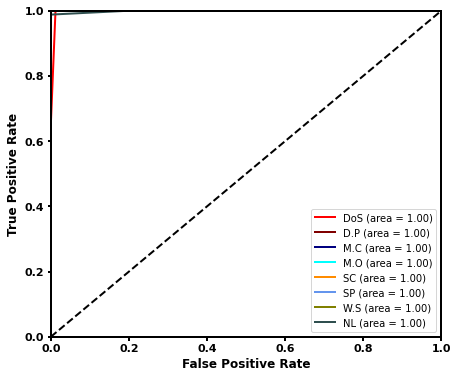 1.0
0.8
0.6
0.4
0.2
0.0
True Positive Rate
DoS (area = 1.00)
D.P (area = 1.00)
M.C (area = 1.00)
M.O (area = 1.00)
SC (area = 1.00)
SP (area = 1.00)
W.S (area = 1.00)
NL (area = 1.00)
0.0 0.2 0.4 0.6 0.8 1.0
False Positive Rate